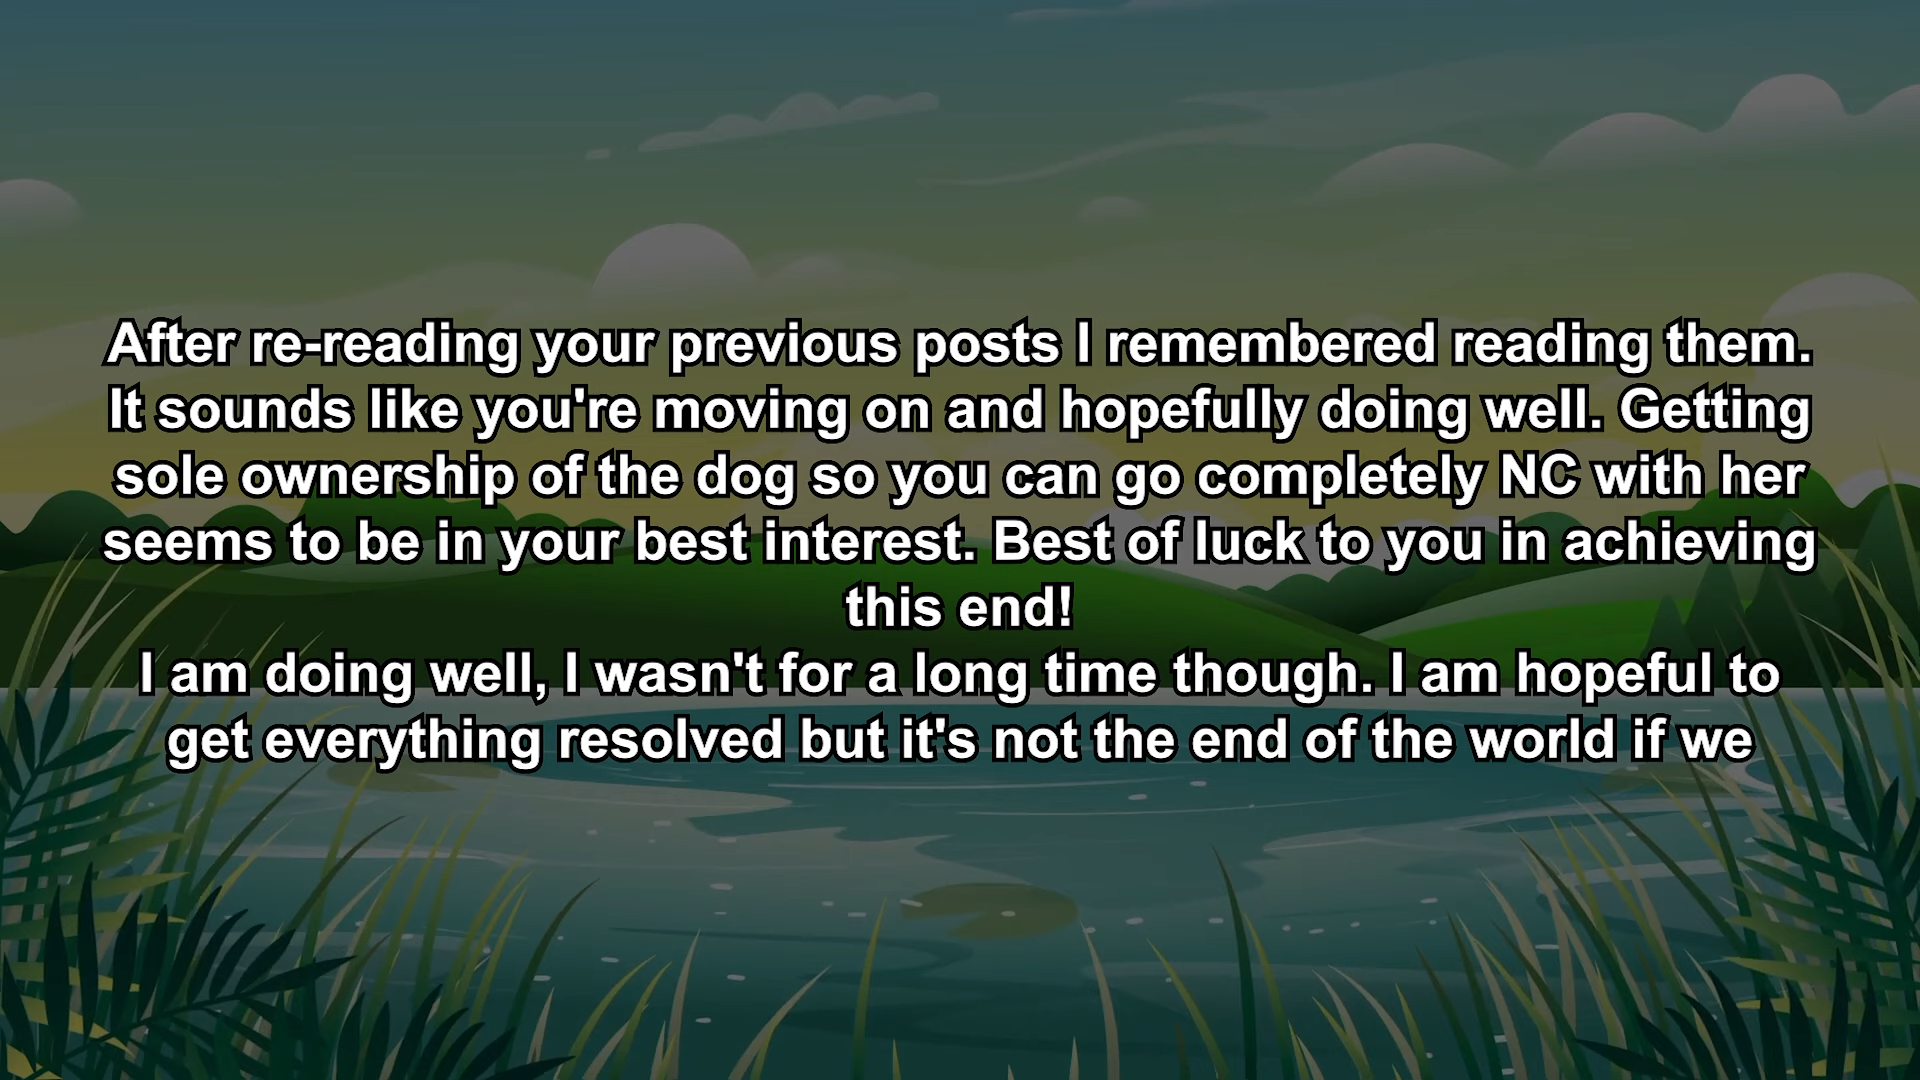 After re-reading your previous posts I remembered reading them.
It sounds like you're moving on and hopefully doing well. Getting
sole ownership of the dog so you can go completely NC with her
seems to be in your best interest. Best of luck to you in achieving
this end!
I am doing well, I wasn't for a long time though. I am hopeful to
get everything resolved but it's not the end of the world if we